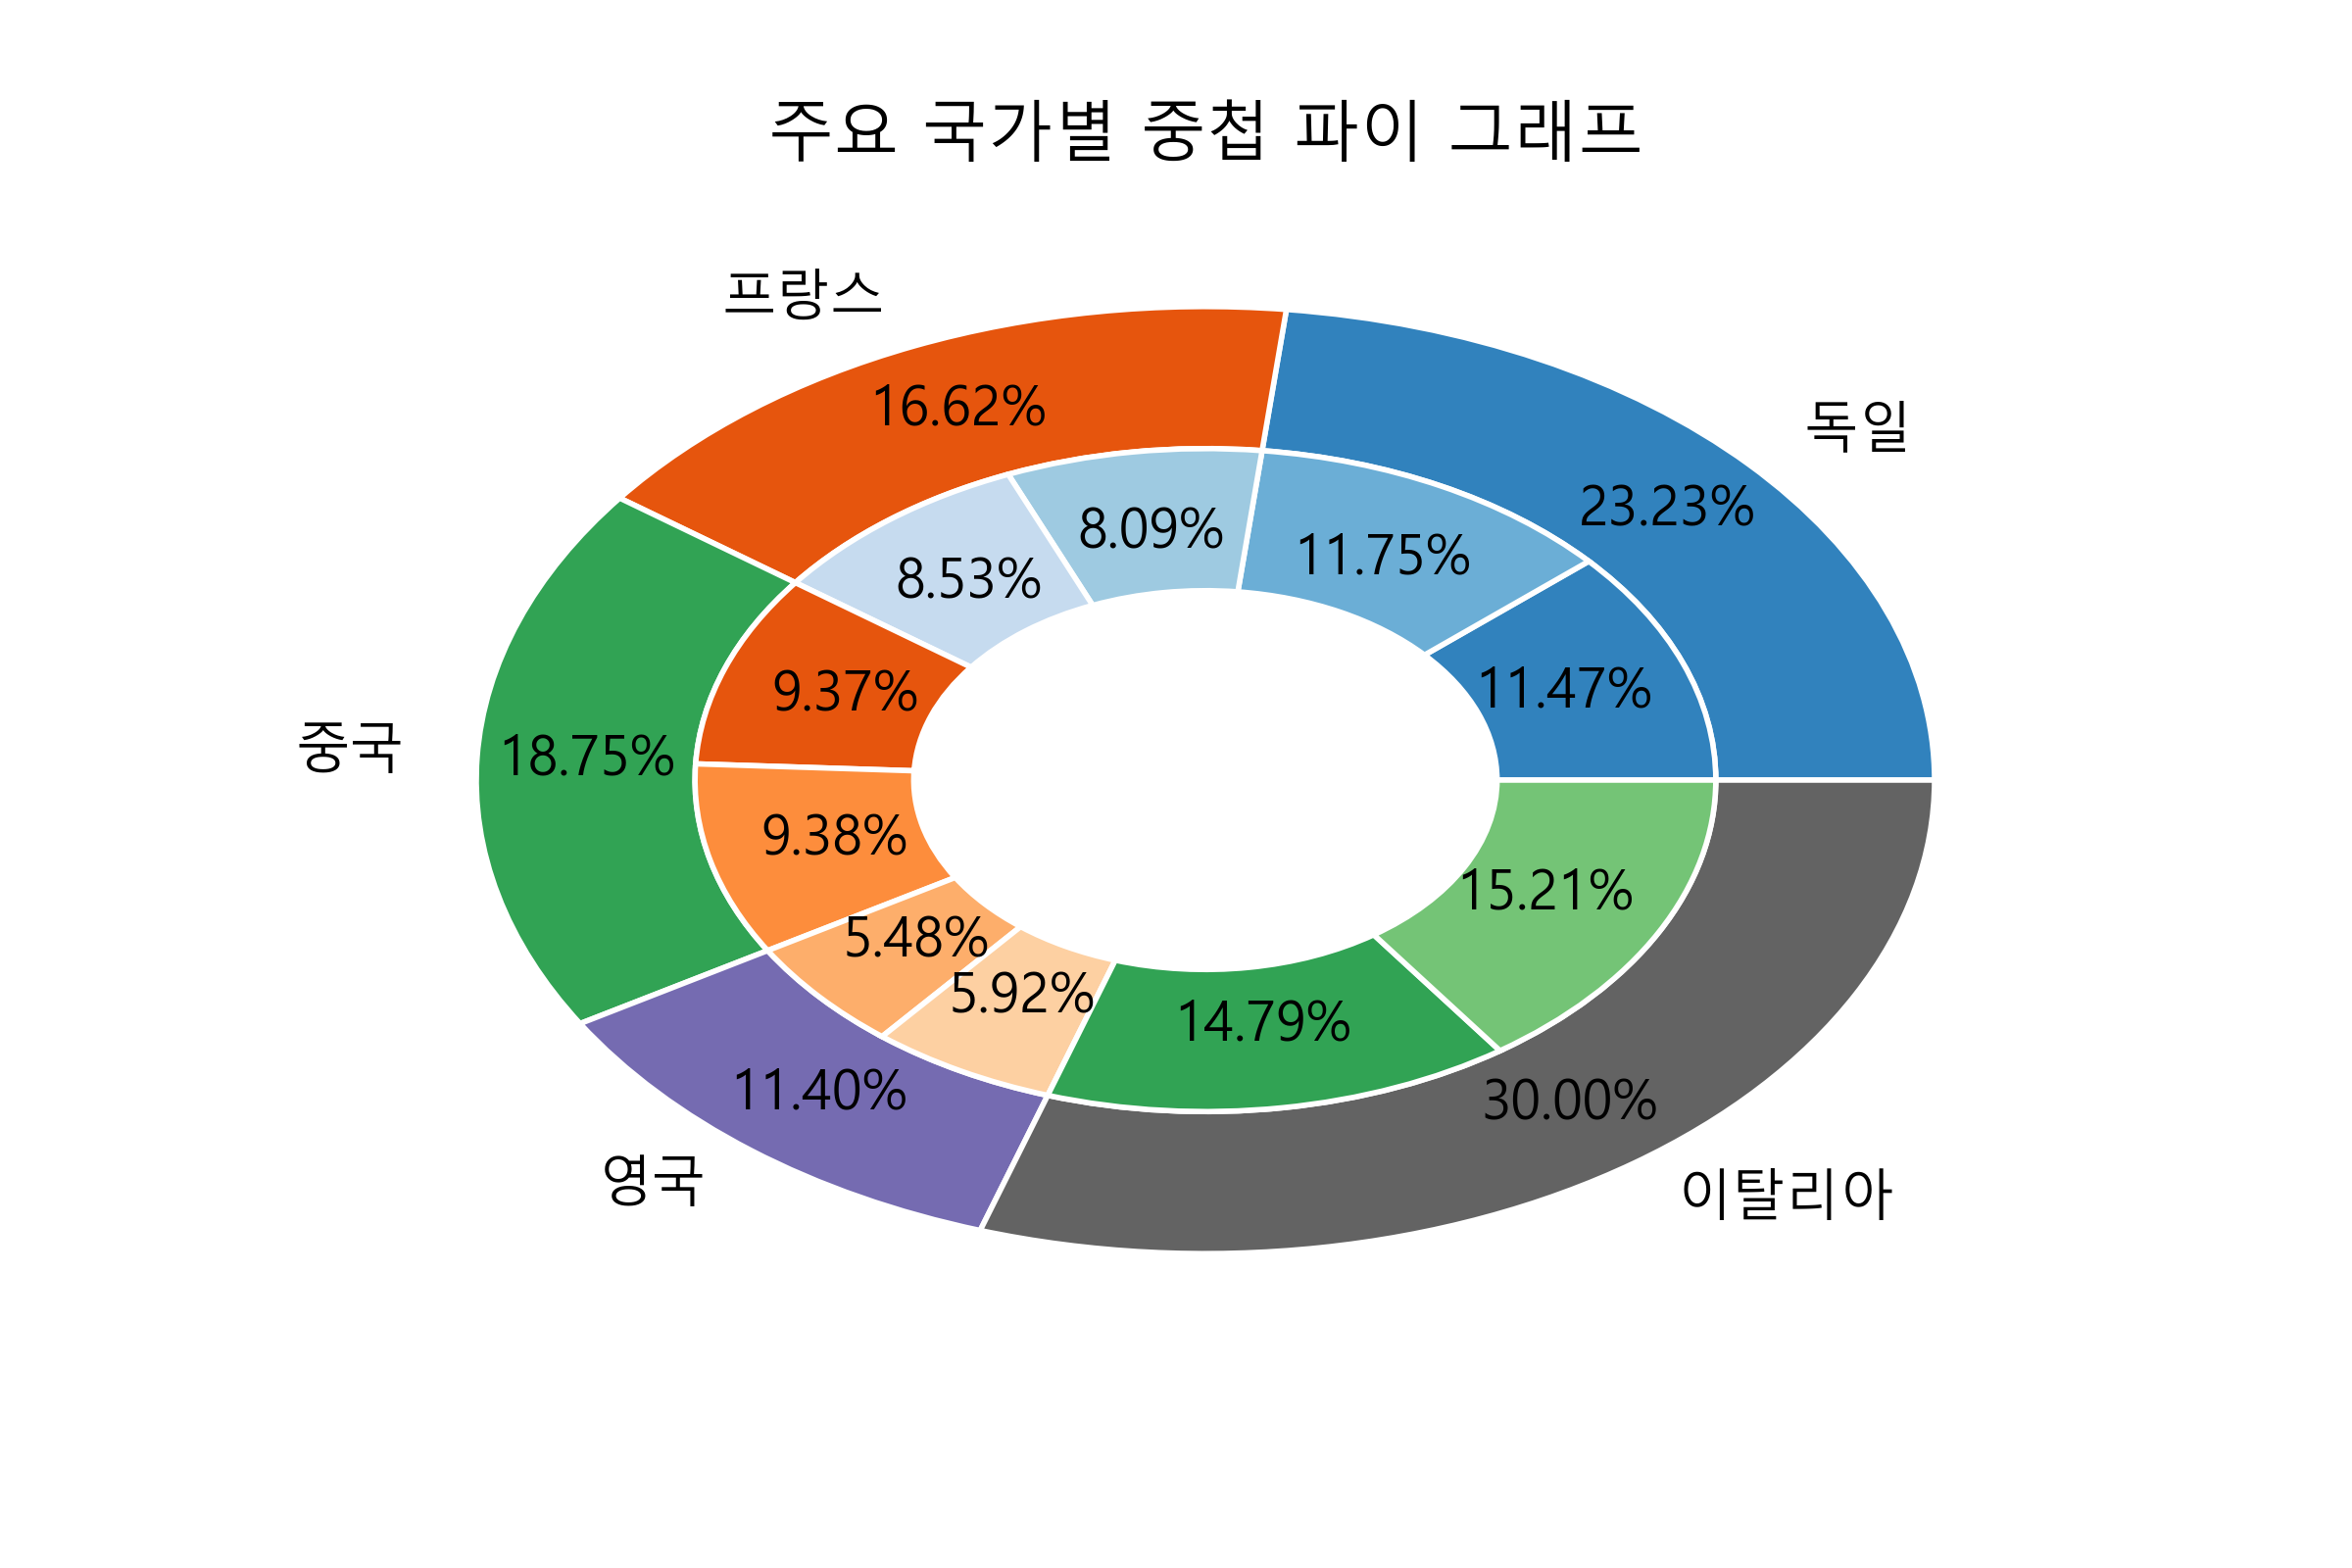 주요 국가별 중첩 파이 그래프
프랑스
독일
16.62%
23.23%
8.09%
11.75%
8.53%
11.47%
9.37%
중국
18.75%
9.38%
15.21%
5.48%
5.92%
14.79%
11.40%
30.00%
영국
이탈리아